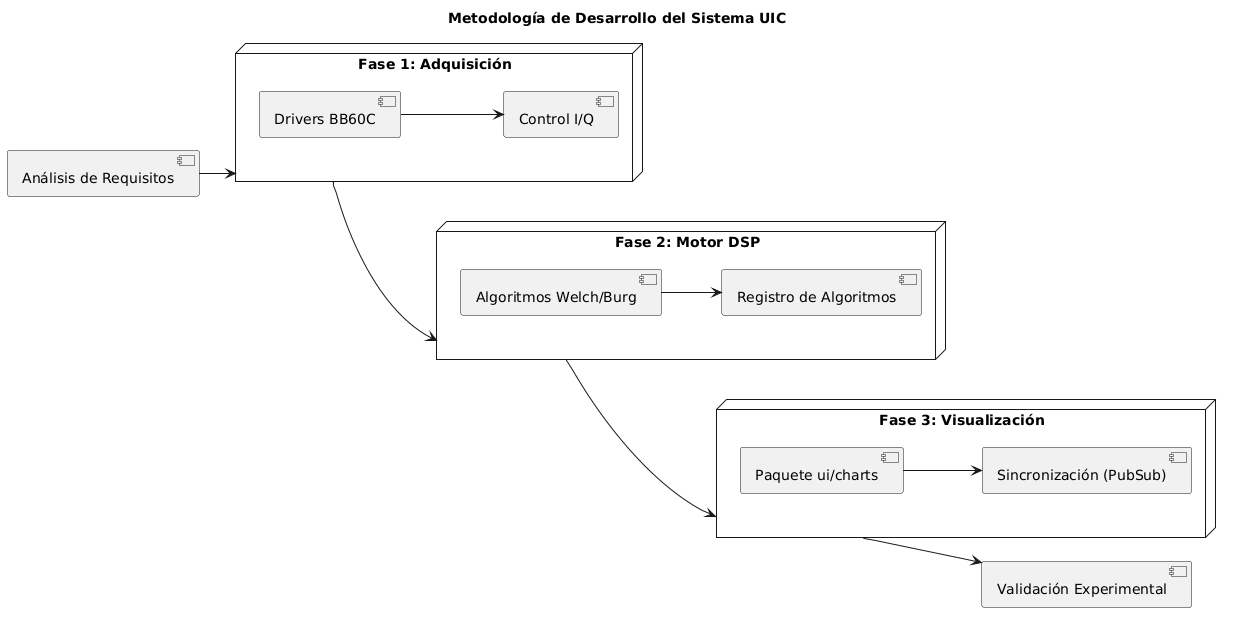 Metodología de Desarrollo del Sistema UIC
Fase 1: Adquisición
Drivers BB60C
Control I/Q
Análisis de Requisitos
Fase 2: Motor DSP
Algoritmos Welch/Burg
Registro de Algoritmos
Fase 3: Visualización
Paquete ui/charts
Sincronización (PubSub)
Validación Experimental